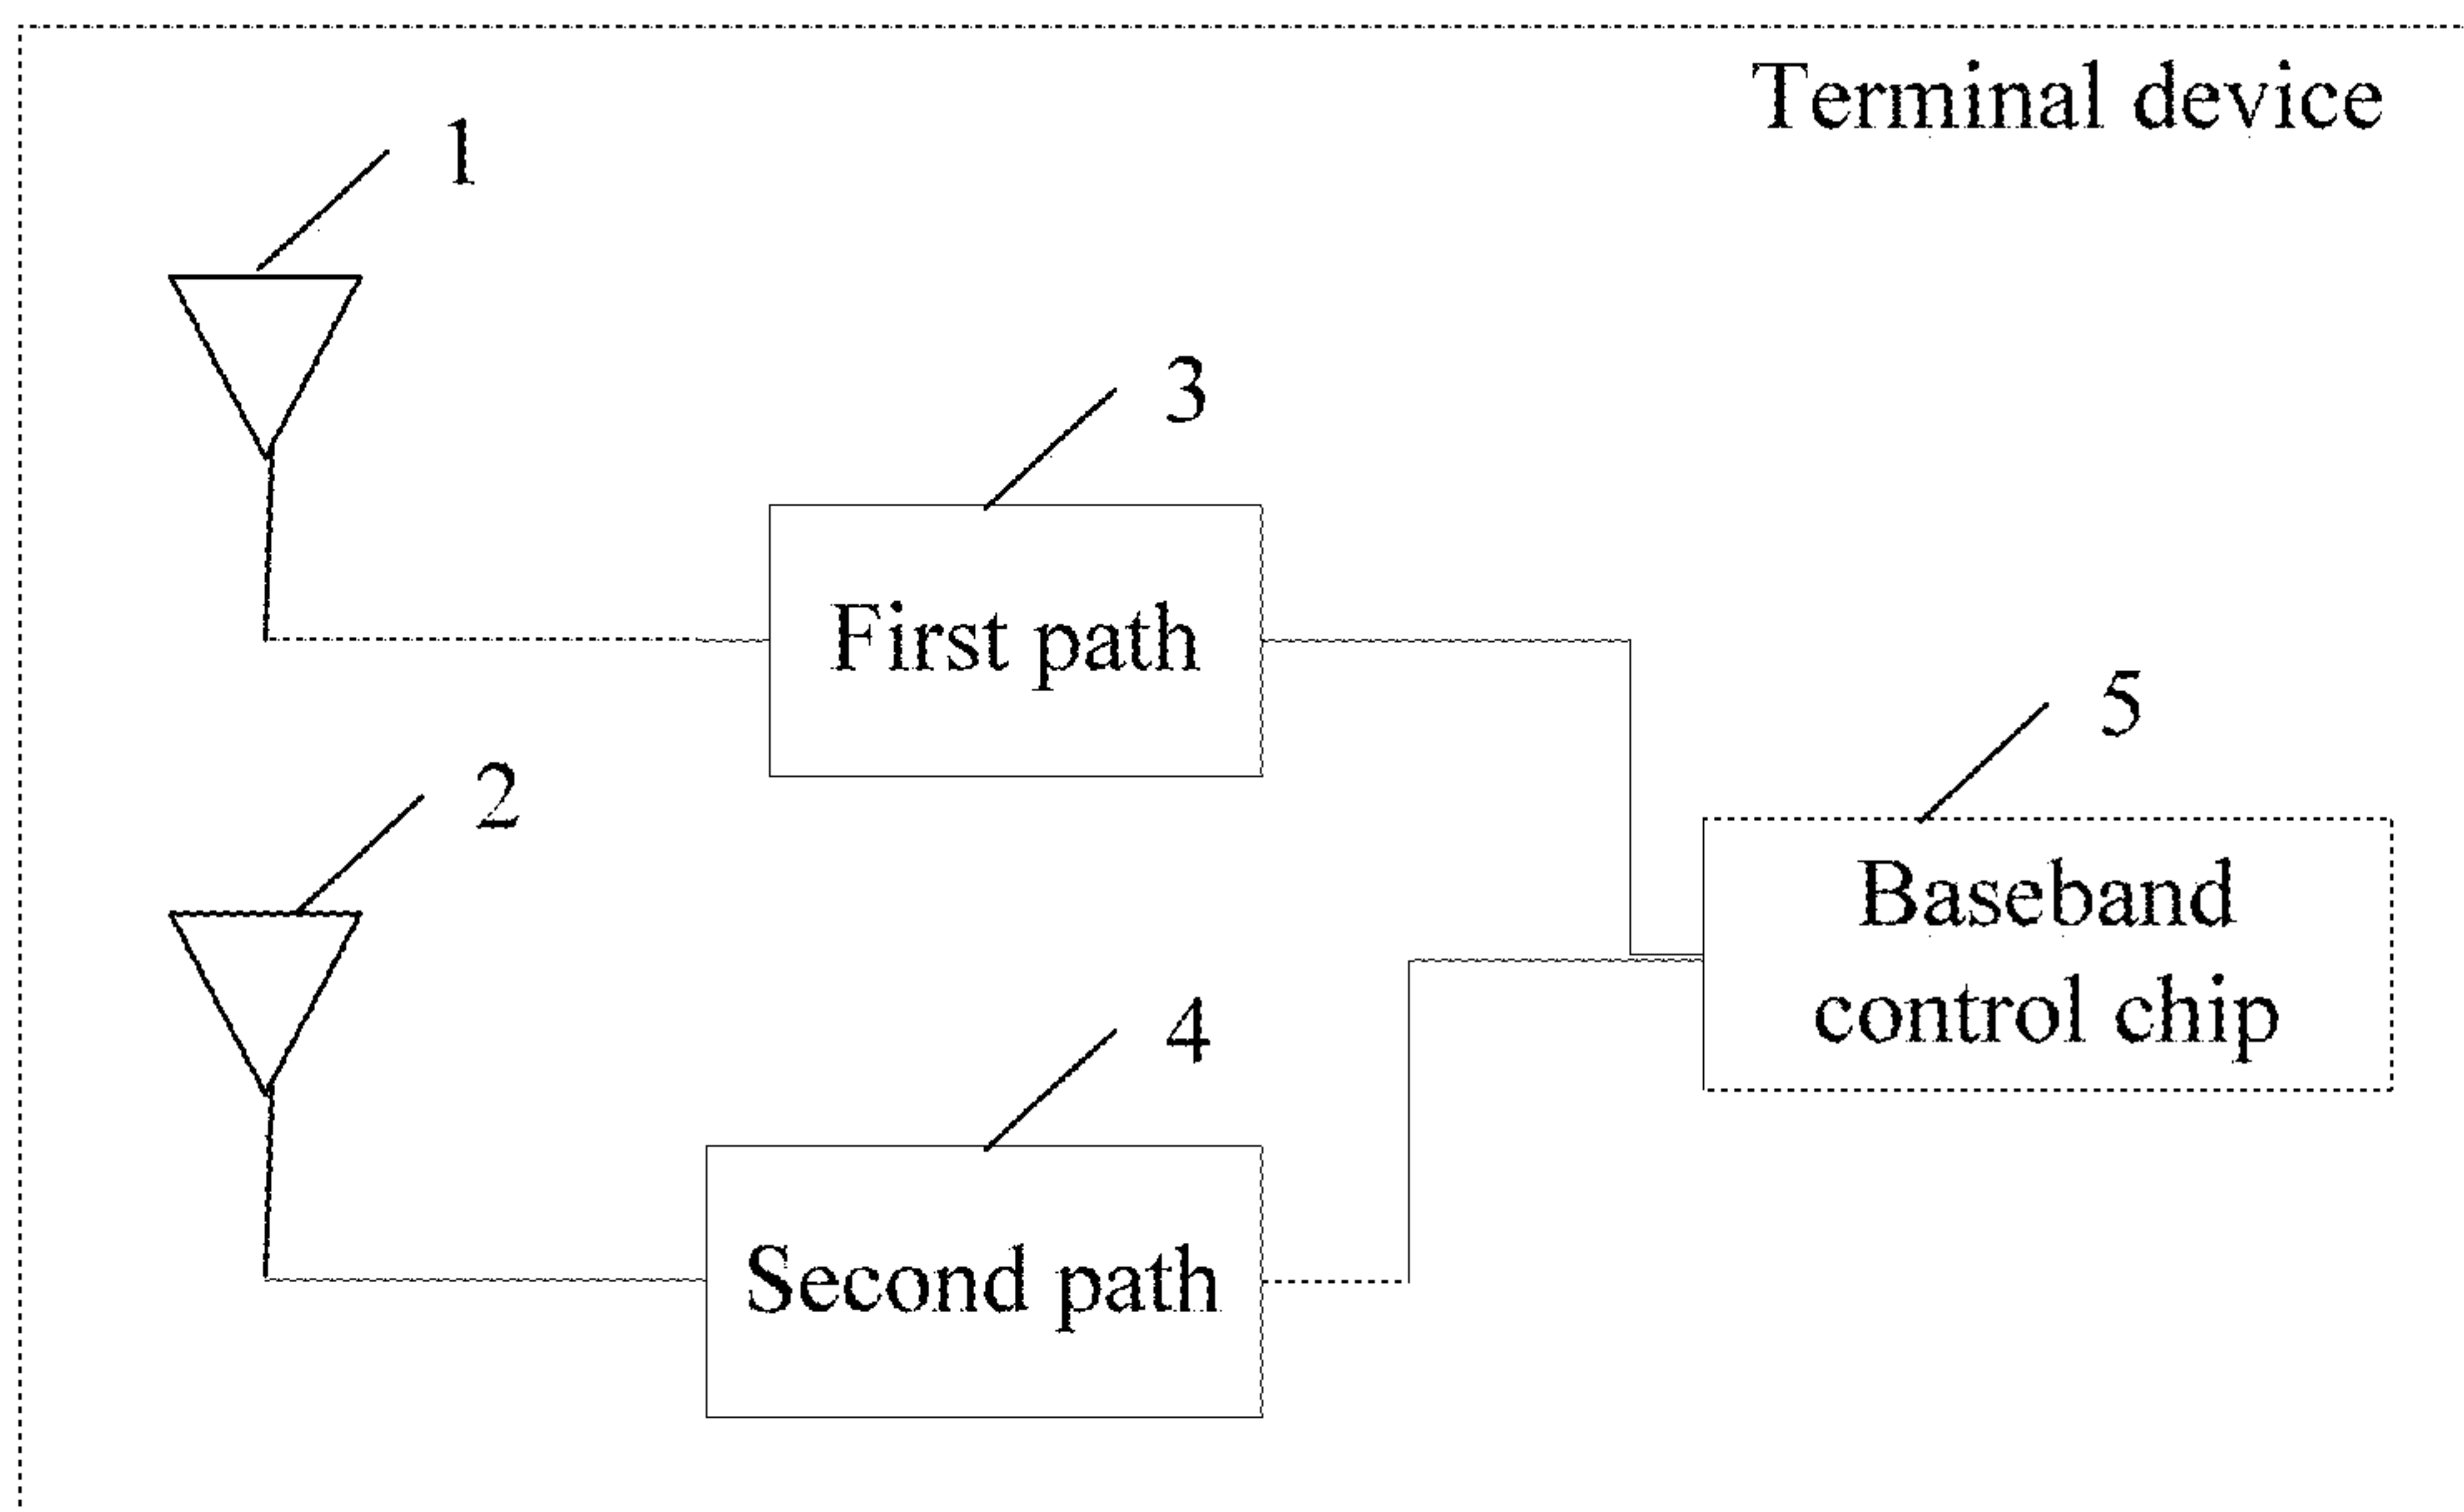 Terminal device
1
3
First path
5
2
Baseband
control chip
4
Second path